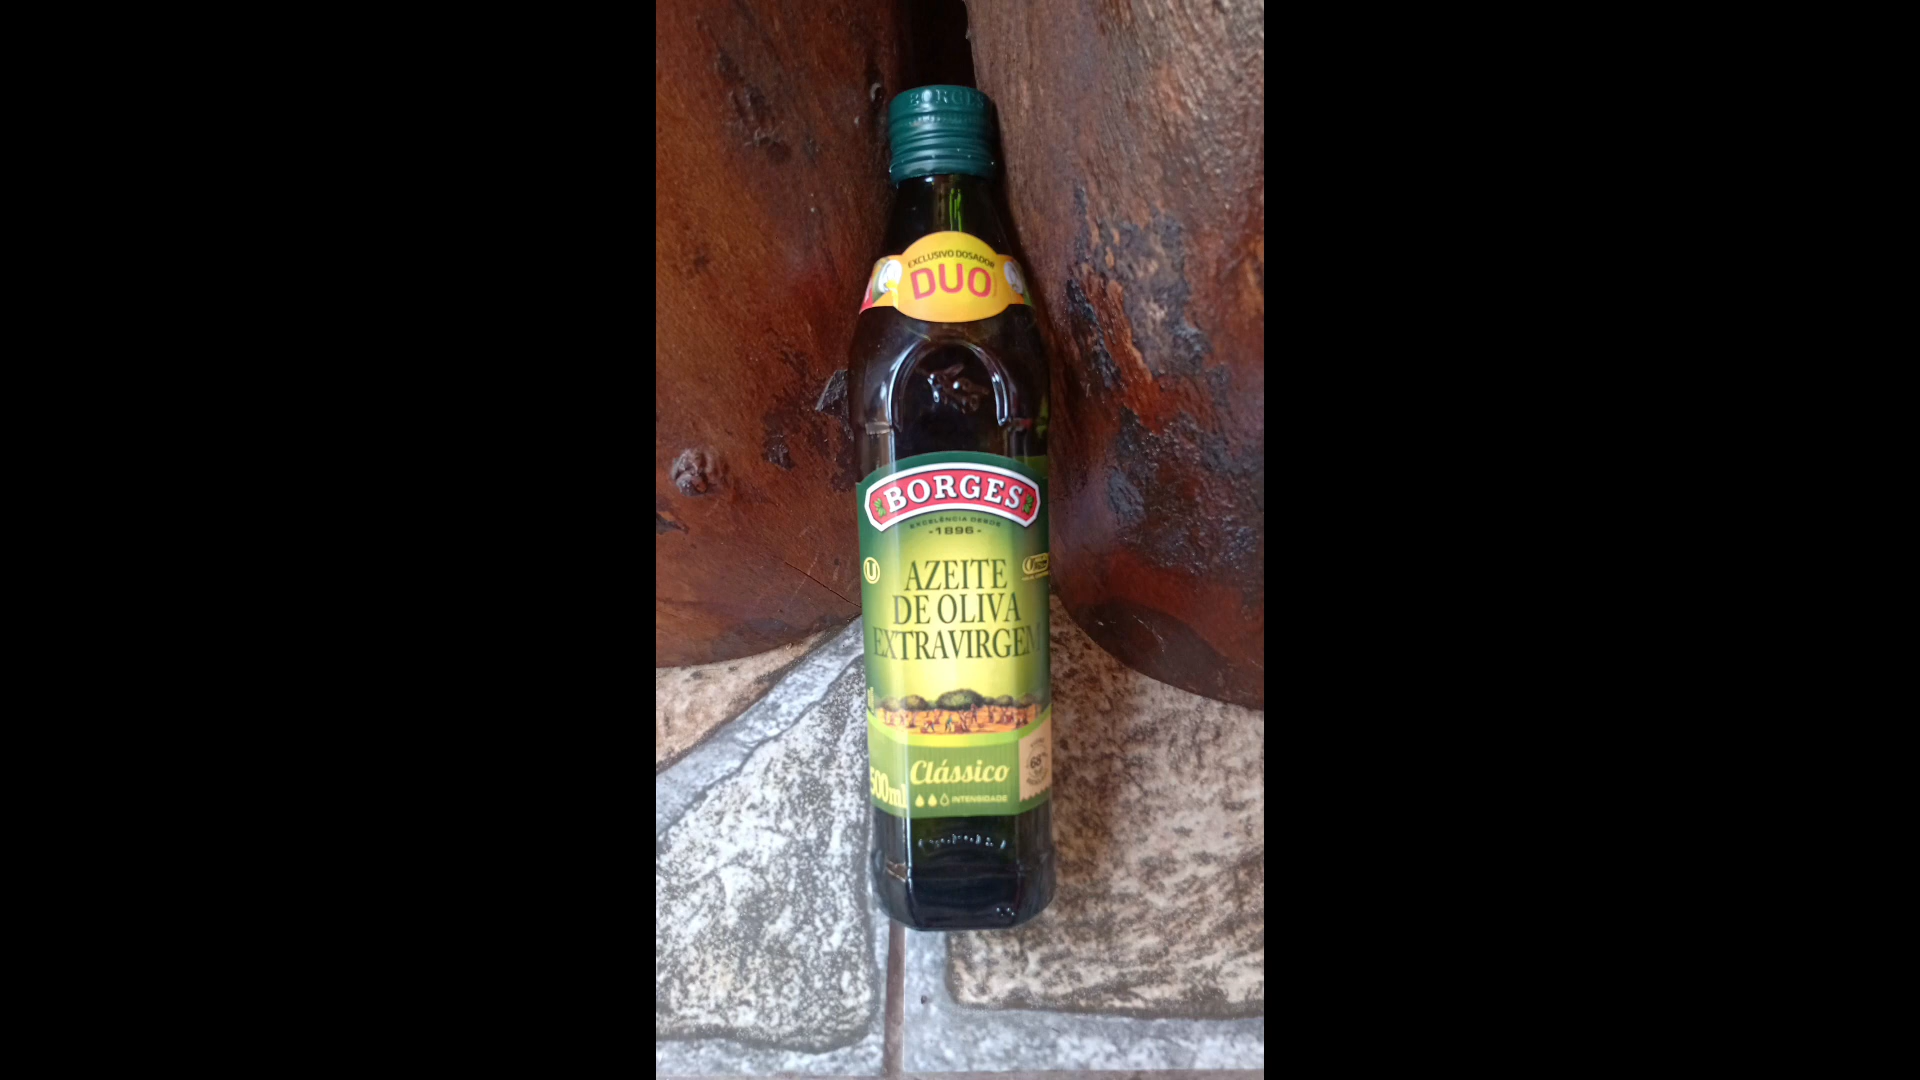 BORGES
EXCLUSIVO DOSADOR
DUO
BORGES
EXCELÊNCIA DESDE
-1896-
U
AZEITE
DE OLIVA
EXTRAVIRGEM
Clássico
500ml
INTENSIDADE